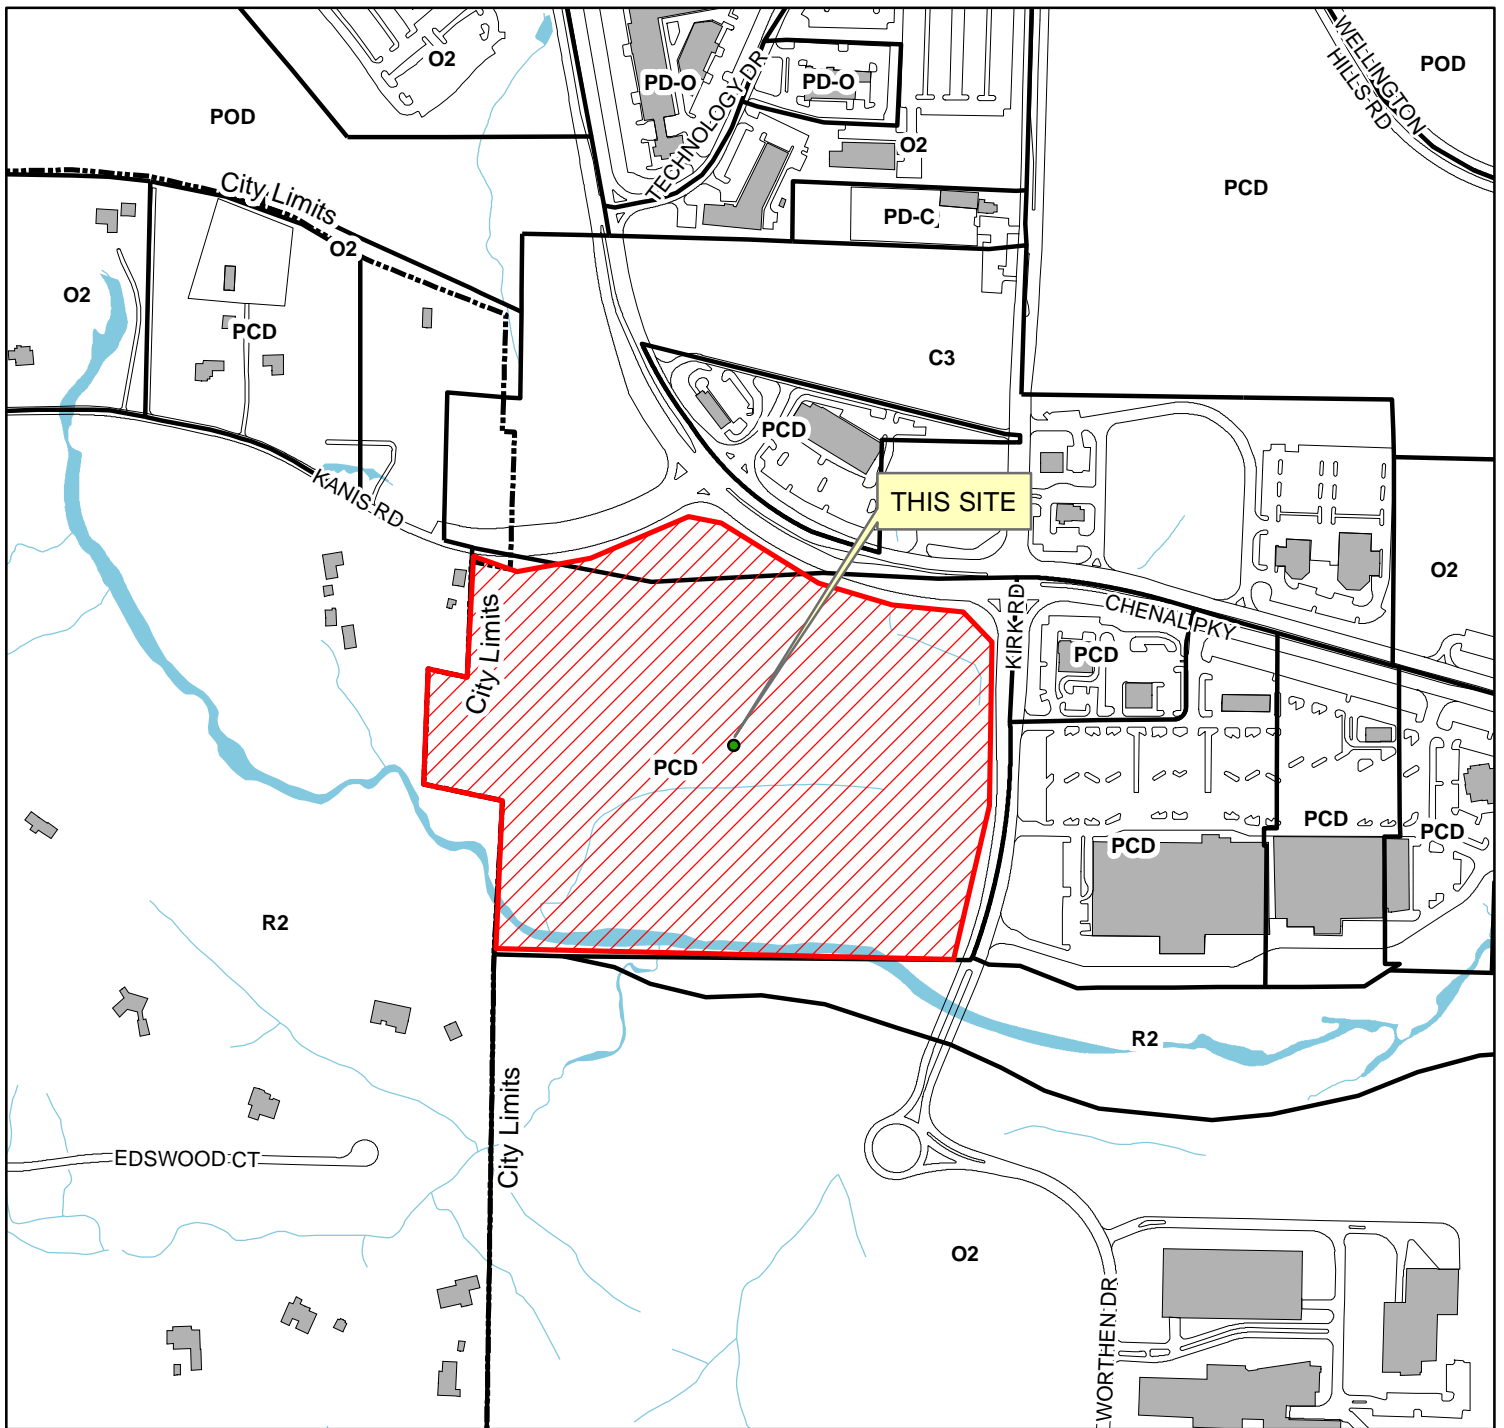 O2
PD-O
PD-O
WELLINGTON
HILLS RD
POD
POD
TECHNOLOGY DR
O2
City Limits
PD-C
PCD
O2
O2
PCD
C3
PCD
KANIS RD
THIS SITE
O2
City Limits
KIRK RD
CHENAL PKY
PCD
PCD
PCD
PCD
PCD
R2
R2
City Limits
EDSWOOD CT
O2
WORTHEN DR